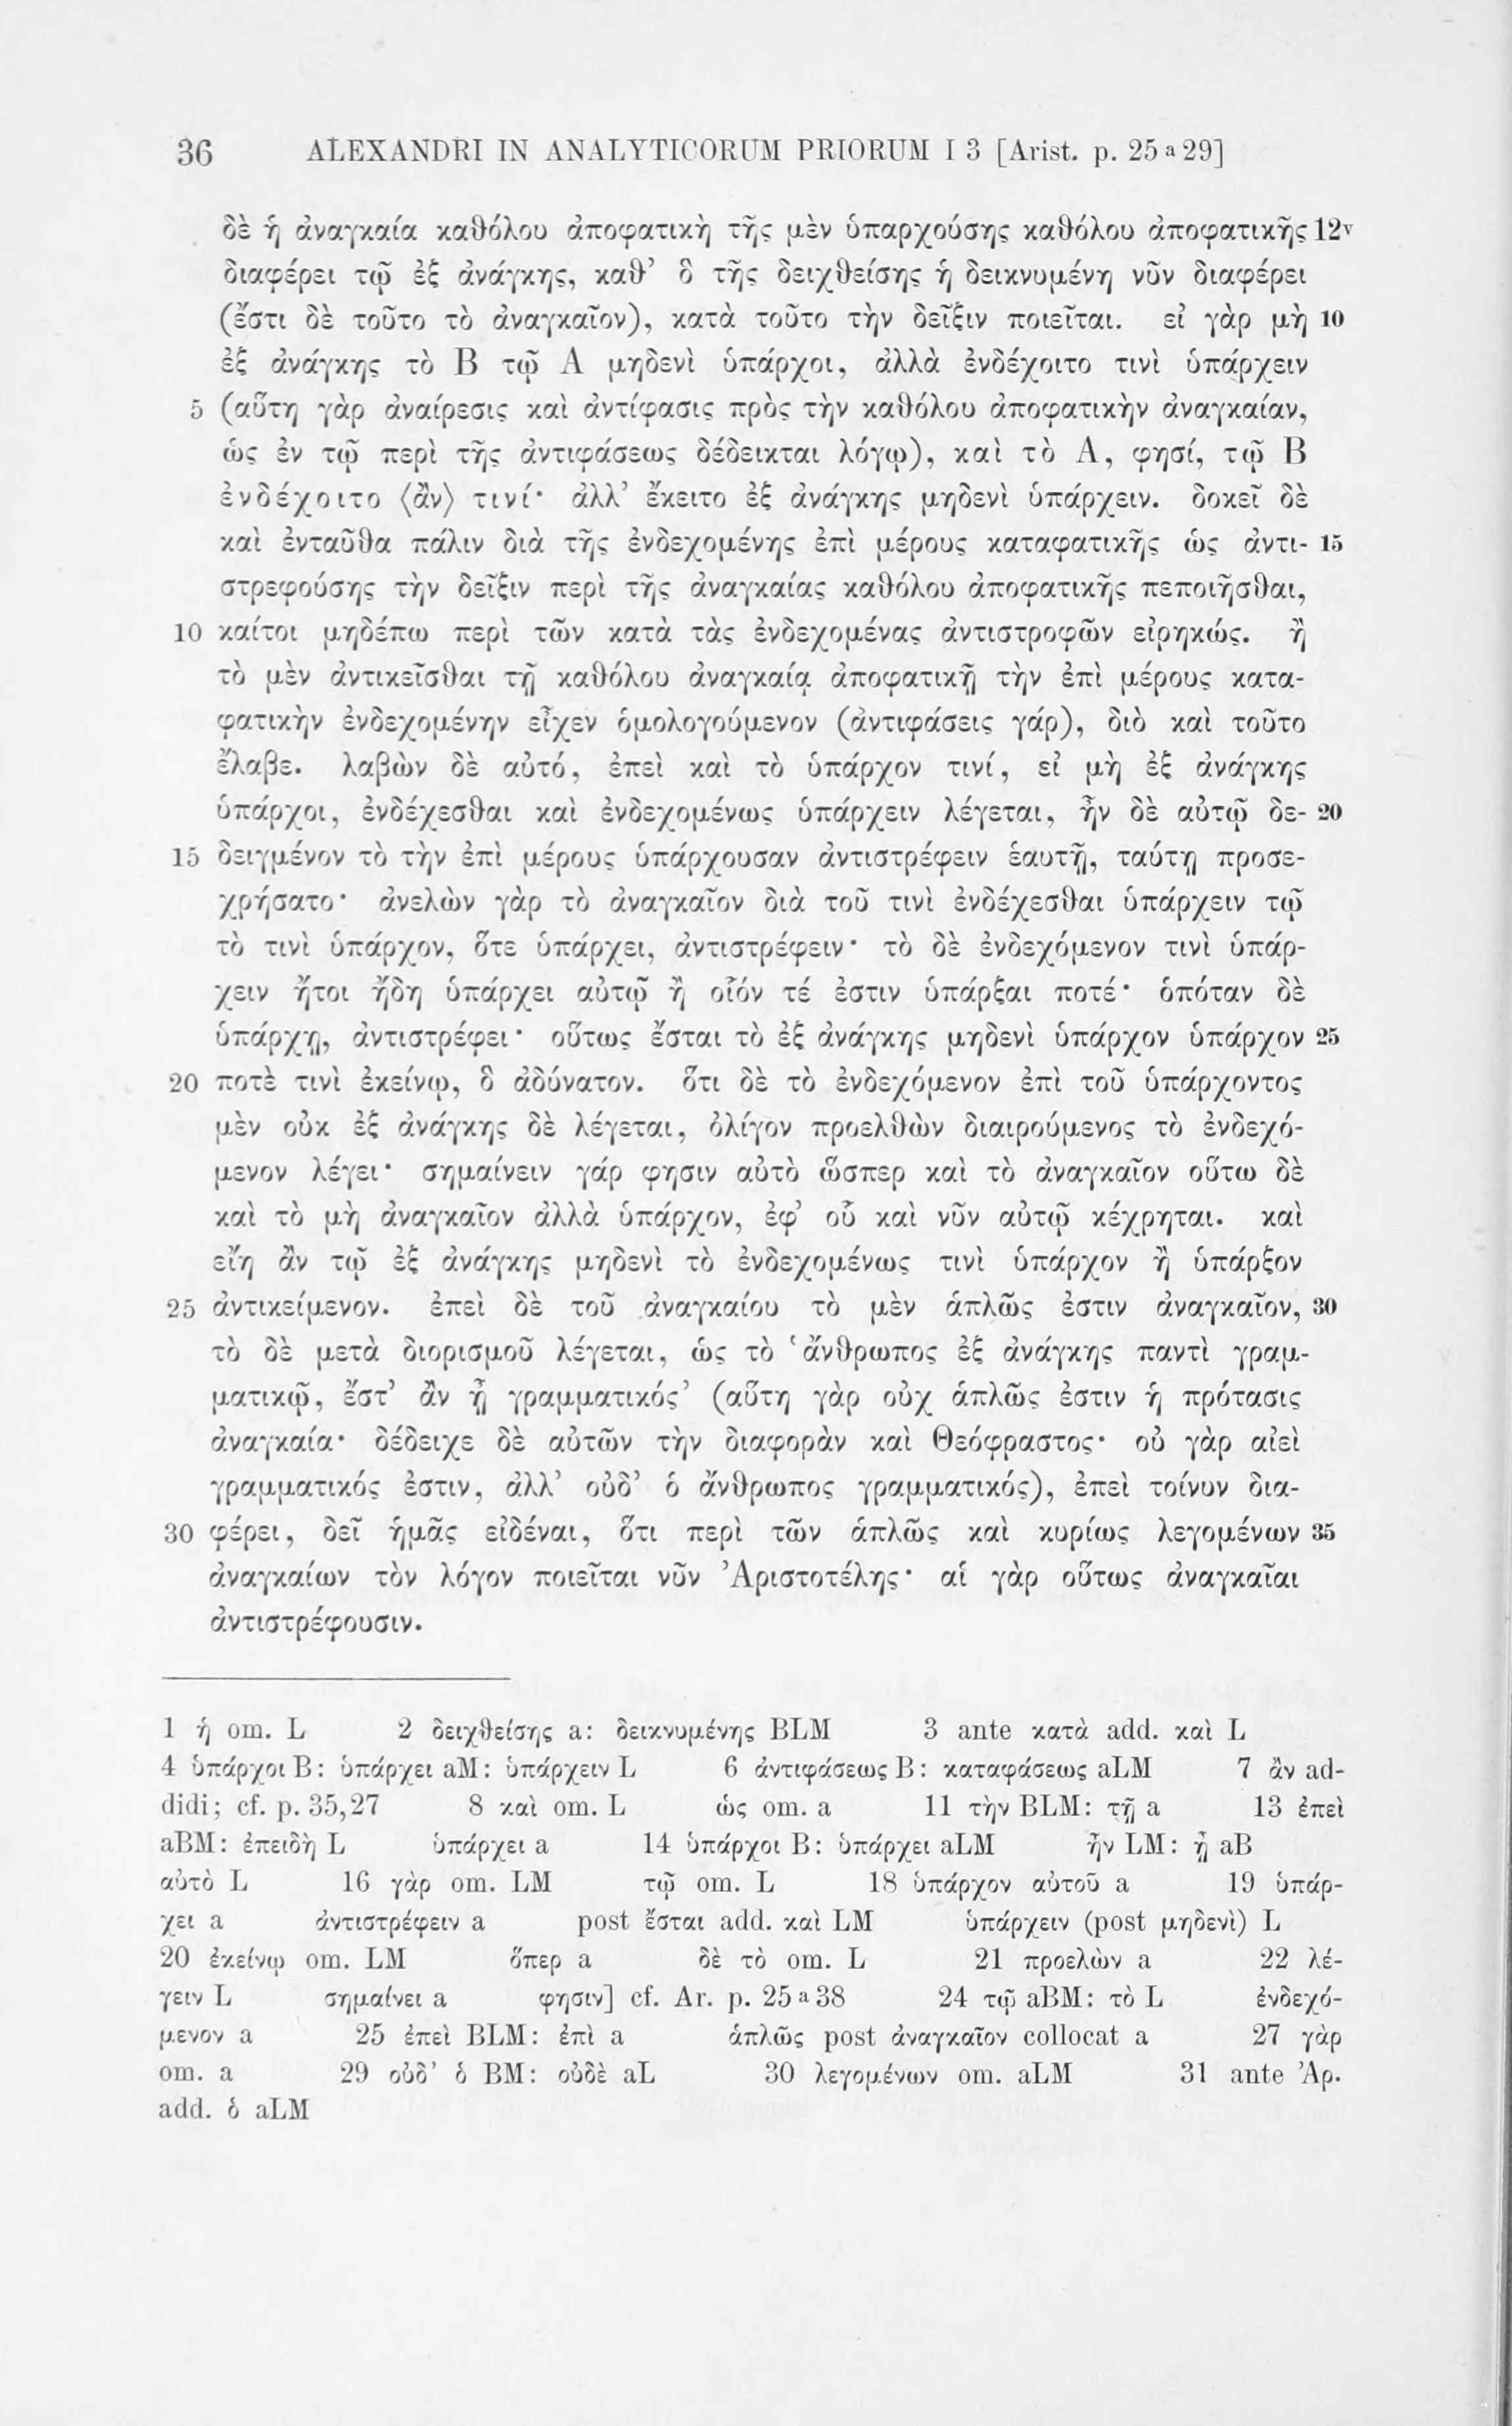 36 ALEXANDRI IN ANALYTICORUM PRIORUM I 3 [Arist. p. 25 a 29]
δὲ ἡ ἀναγκαία καθόλου ἀποφατικὴ τῆς μὲν ὑπαρχούσης καθόλου ἀποφατικῆς 12v
διαφέρει τῷ ἐξ ἀνάγκης, καθ’ ὃ τῆς δειχθείσης ἡ δεικνυμένη νῦν διαφέρει
(ἔστι δὲ τοῦτο τὸ ἀναγκαῖον), κατὰ τοῦτο τὴν δεῖξιν ποιεῖται. εἰ γὰρ μὴ 10
ἐξ ἀνάγκης τὸ Β τῷ Α μηδενὶ ὑπάρχοι, ἀλλὰ ἐνδέχοιτο τινὶ ὑπάρχειν
5 (αὕτη γὰρ ἀναίρεσις καὶ ἀντίφασις πρὸς τὴν καθόλου ἀποφατικὴν ἀναγκαίαν,
ὡς ἐν τῷ περὶ τῆς ἀντιφάσεως δέδεικται λόγῳ), καὶ τὸ Α, φησί, τῷ Β
ἐνδέχοιτο ⟨ἂν⟩ τινί· ἀλλ’ ἔκειτο ἐξ ἀνάγκης μηδενὶ ὑπάρχειν. δοκεῖ δὲ
καὶ ἐνταῦθα πάλιν διὰ τῆς ἐνδεχομένης ἐπὶ μέρους καταφατικῆς ὡς ἀντι- 15
στρεφούσης τὴν δεῖξιν περὶ τῆς ἀναγκαίας καθόλου ἀποφατικῆς πεποιῆσθαι,
10 καίτοι μηδέπω περὶ τῶν κατὰ τὰς ἐνδεχομένας ἀντιστροφῶν εἰρηκώς. ἢ
τὸ μὲν ἀντικεῖσθαι τῇ καθόλου ἀναγκαίᾳ ἀποφατικῇ τὴν ἐπὶ μέρους κατα-
φατικὴν ἐνδεχομένην εἶχεν ὁμολογούμενον (ἀντιφάσεις γάρ), διὸ καὶ τοῦτο
ἔλαβε. λαβὼν δὲ αὐτό, ἐπεὶ καὶ τὸ ὑπάρχον τινί, εἰ μὴ ἐξ ἀνάγκης
ὑπάρχοι, ἐνδέχεσθαι καὶ ἐνδεχομένως ὑπάρχειν λέγεται, ἦν δὲ αὐτῷ δε- 20
15 δειγμένον τὸ τὴν ἐπὶ μέρους ὑπάρχουσαν ἀντιστρέφειν ἑαυτῇ, ταύτῃ προσε-
χρήσατο· ἀνελὼν γὰρ τὸ ἀναγκαῖον διὰ τοῦ τινὶ ἐνδέχεσθαι ὑπάρχειν τῷ
τὸ τινὶ ὑπάρχον, ὅτε ὑπάρχει, ἀντιστρέφειν· τὸ δὲ ἐνδεχόμενον τινὶ ὑπάρ-
χειν ἤτοι ἤδη ὑπάρχει αὐτῷ ἢ οἷόν τέ ἐστιν ὑπάρξαι ποτέ· ὁπόταν δὲ
ὑπάρχῃ, ἀντιστρέφει· οὕτως ἔσται τὸ ἐξ ἀνάγκης μηδενὶ ὑπάρχον ὑπάρχον 25
20 ποτὲ τινὶ ἐκείνῳ, ὃ ἀδύνατον. ὅτι δὲ τὸ ἐνδεχόμενον ἐπὶ τοῦ ὑπάρχοντος
μὲν οὐκ ἐξ ἀνάγκης δὲ λέγεται, ὀλίγον προελθὼν διαιρούμενος τὸ ἐνδεχό-
μενον λέγει· σημαίνειν γάρ φησιν αὐτὸ ὥσπερ καὶ τὸ ἀναγκαῖον οὕτω δὲ
καὶ τὸ μὴ ἀναγκαῖον ἀλλὰ ὑπάρχον, ἐφ’ οὗ καὶ νῦν αὐτῷ κέχρηται. καὶ
εἴη ἂν τῷ ἐξ ἀνάγκης μηδενὶ τὸ ἐνδεχομένως τινὶ ὑπάρχον ἢ ὑπάρξον
25 ἀντικείμενον. ἐπεὶ δὲ τοῦ ἀναγκαίου τὸ μὲν ἁπλῶς ἐστιν ἀναγκαῖον, 30
τὸ δὲ μετὰ διορισμοῦ λέγεται, ὡς τὸ ‘ἄνθρωπος ἐξ ἀνάγκης παντὶ γραμ-
ματικῷ, ἔστ’ ἂν ᾖ γραμματικός’ (αὕτη γὰρ οὐχ ἁπλῶς ἐστιν ἡ πρότασις
ἀναγκαία· δέδειχε δὲ αὐτῶν τὴν διαφορὰν καὶ Θεόφραστος· οὐ γὰρ αἰεὶ
γραμματικός ἐστιν, ἀλλ’ οὐδ’ ὁ ἄνθρωπος γραμματικός), ἐπεὶ τοίνυν δια-
30 φέρει, δεῖ ἡμᾶς εἰδέναι, ὅτι περὶ τῶν ἁπλῶς καὶ κυρίως λεγομένων 35
ἀναγκαίων τὸν λόγον ποιεῖται νῦν Ἀριστοτέλης· αἱ γὰρ οὕτως ἀναγκαῖαι
ἀντιστρέφουσιν.
1 ἡ om. L 2 δειχθείσης a: δεικνυμένης BLM 3 ante κατὰ add. καὶ L
4 ὑπάρχοι B: ὑπάρχει aM: ὑπάρχειν L 6 ἀντιφάσεως B: καταφάσεως aLM 7 ἂν ad-
didi; cf. p. 35,27 8 καὶ om. L ὡς om. a 11 τὴν BLM: τῇ a 13 ἐπεὶ
aBM: ἐπειδὴ L ὑπάρχει a 14 ὑπάρχοι B: ὑπάρχει aLM ἦν LM: ᾗ aB
αὐτὸ L 16 γὰρ om. LM τῷ om. L 18 ὑπάρχον αὐτοῦ a 19 ὑπάρ-
χει a ἀντιστρέφειν a post ἔσται add. καὶ LM ὑπάρχειν (post μηδενὶ) L
20 ἐκείνῳ om. LM ὅπερ a δὲ τὸ om. L 21 προελὼν a 22 λέ-
γειν L σημαίνει a φησιν] cf. Ar. p. 25 a 38 24 τῷ aBM: τὸ L ἐνδεχό-
μενον a 25 ἐπεὶ BLM: ἐπὶ a ἁπλῶς post ἀναγκαῖον collocat a 27 γὰρ
om. a 29 οὐδ’ ὁ BM: οὐδὲ aL 30 λεγομένων om. aLM 31 ante Ἀρ.
add. ὁ aLM